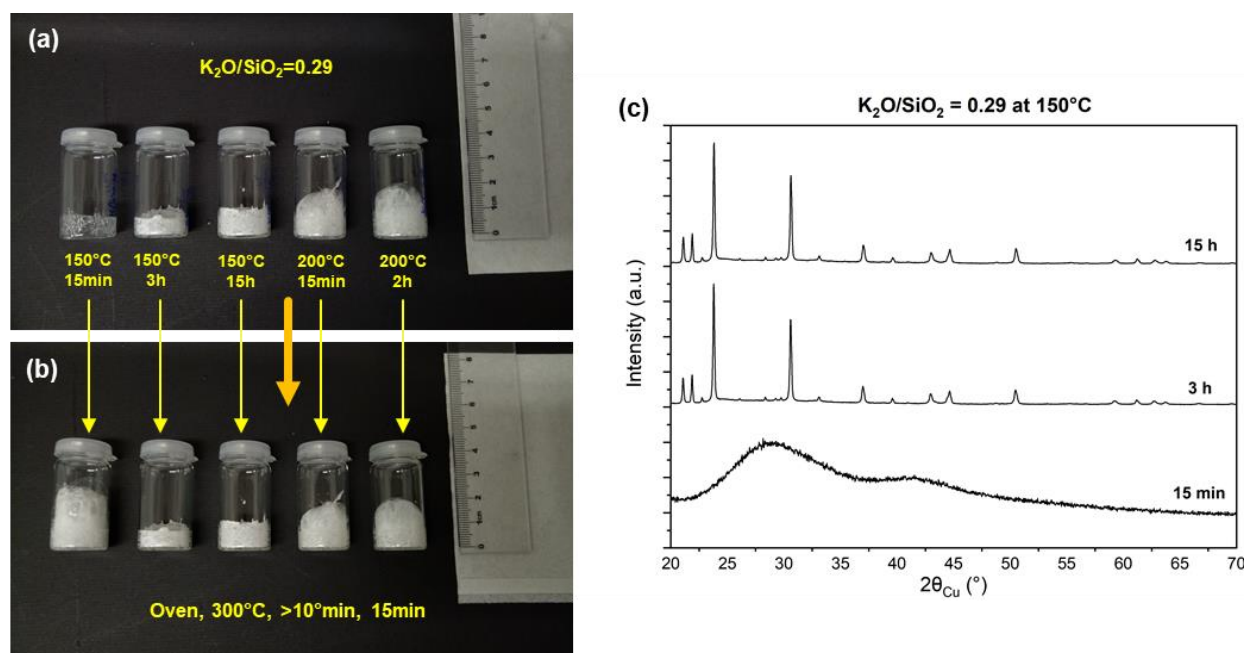 (a)
K₂O/SiO₂=0.29
150°C 150°C 150°C 200°C 200°C
15min 3h 15h 15min 2h
(b)
Oven, 300°C, >10°min, 15min
(c)
K₂O/SiO₂ = 0.29 at 150°C
Intensity (a.u.)
15 h
3 h
15 min
20 25 30 35 40 45 50 55 60 65 70
2θCu (°)